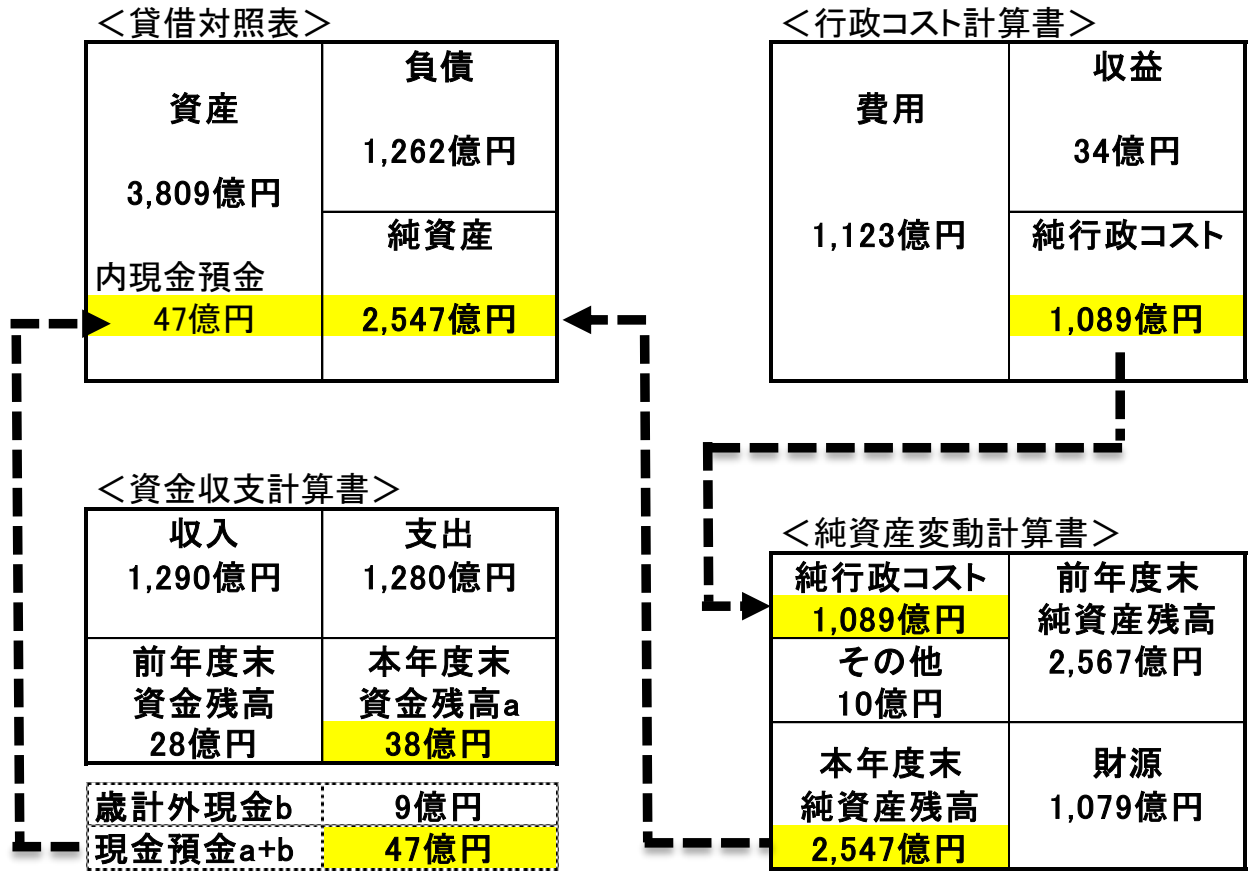 ＜貸借対照表＞
資産
3,809億円
内現金預金
47億円
負債
1,262億円
純資産
2,547億円
＜行政コスト計算書＞
費用
1,123億円
収益
34億円
純行政コスト
1,089億円
＜資金収支計算書＞
収入
1,290億円
支出
1,280億円
前年度末
資金残高
28億円
本年度末
資金残高a
38億円
歳計外現金b
9億円
現金預金a+b
47億円
＜純資産変動計算書＞
純行政コスト
1,089億円
その他
10億円
前年度末
純資産残高
2,567億円
本年度末
純資産残高
2,547億円
財源
1,079億円